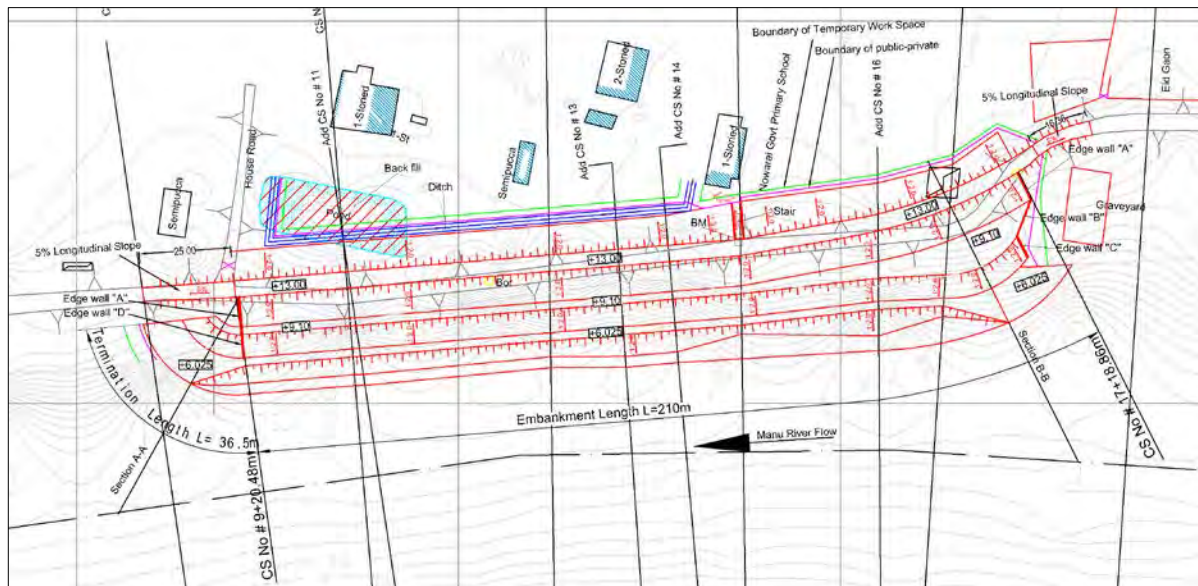 Boundary of Temporary Work Space
Boundary of public-private
Nowarai Govt Primary School
Add CS No # 11
Add CS No # 13
Add CS No # 14
Add CS No # 16
Eid Gaon
CS N
C
1-Storied
2-Storied
1-Storied
Semipucca
Semipucca
House Road
Back fill
Ditch
Pond
BM
Stair
Bot
5% Longitudinal Slope
25.00
5% Longitudinal Slope
Edge wall "A"
Edge wall "B"
Edge wall "C"
Graveyard
Edge wall "A"
Edge wall "D"
+13.00
+13.00
+13.00
+9.10
+9.10
+9.10
+6.025
+6.025
+6.025
Termination Length L= 36.5m
Embankment Length L=210m
Manu River Flow
Section A-A
Section B-B
CS No # 9+20.48m
CS No # 17+18.86m